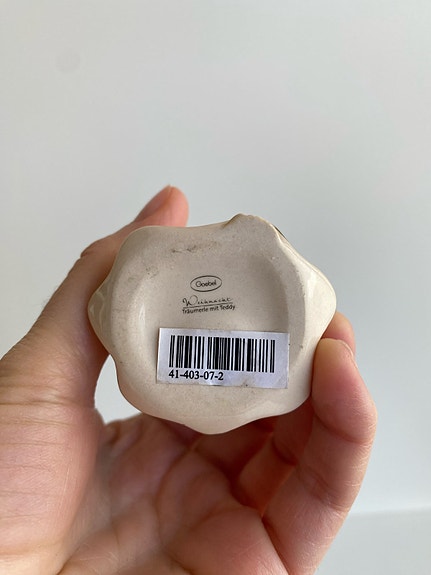 Goebel
Weihnacht
Träumerle mit Teddy
41-403-07-2